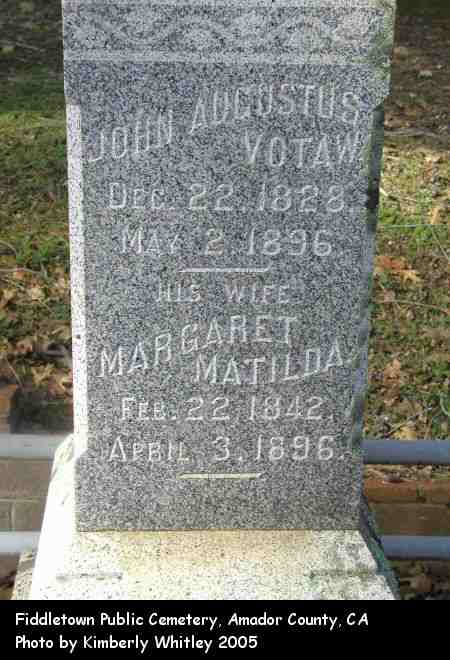 JOHN AUGUSTUS
VOTAW
DEC. 22. 1828.
MAY 2. 1896.
HIS WIFE
MARGARET
MATILDA
FEB. 22 1842.
APRIL 3. 1896.
Fiddletown Public Cemetery, Amador County, CA
Photo by Kimberly Whitley 2005